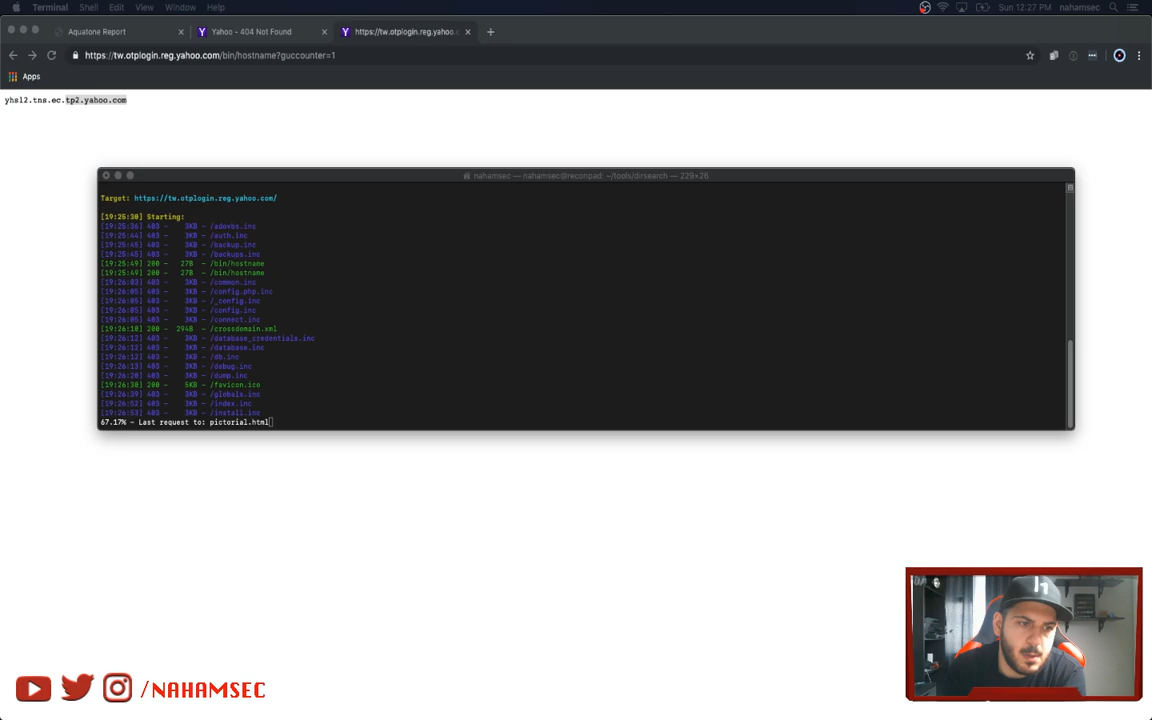 Terminal Shell Edit View Window Help
Sun 12:27 PM nahamsec
Aquatone Report
Yahoo - 404 Not Found
https://tw.otplogin.reg.yahoo.c
https://tw.otplogin.reg.yahoo.com/bin/hostname?guccounter=1
Apps
yhsl2.tns.ec.tp2.yahoo.com
nahamsec — nahamsec@reconpad: ~/tools/dirsearch — 229×26
Target: https://tw.otplogin.reg.yahoo.com/
[19:25:30] Starting:
[19:25:36] 403 - 3KB - /adovbs.inc
[19:25:44] 403 - 3KB - /auth.inc
[19:25:45] 403 - 3KB - /backup.inc
[19:25:45] 403 - 3KB - /backups.inc
[19:25:49] 200 - 27B - /bin/hostname
[19:25:49] 200 - 27B - /bin/hostname
[19:26:03] 403 - 3KB - /common.inc
[19:26:05] 403 - 3KB - /config.php.inc
[19:26:05] 403 - 3KB - /_config.inc
[19:26:05] 403 - 3KB - /config.inc
[19:26:05] 403 - 3KB - /connect.inc
[19:26:10] 200 - 294B - /crossdomain.xml
[19:26:12] 403 - 3KB - /database_credentials.inc
[19:26:12] 403 - 3KB - /database.inc
[19:26:12] 403 - 3KB - /db.inc
[19:26:13] 403 - 3KB - /debug.inc
[19:26:20] 403 - 3KB - /dump.inc
[19:26:30] 200 - 5KB - /favicon.ico
[19:26:39] 403 - 3KB - /globals.inc
[19:26:52] 403 - 3KB - /index.inc
[19:26:53] 403 - 3KB - /install.inc
67.17% - Last request to: pictorial.html
/NAHAMSEC